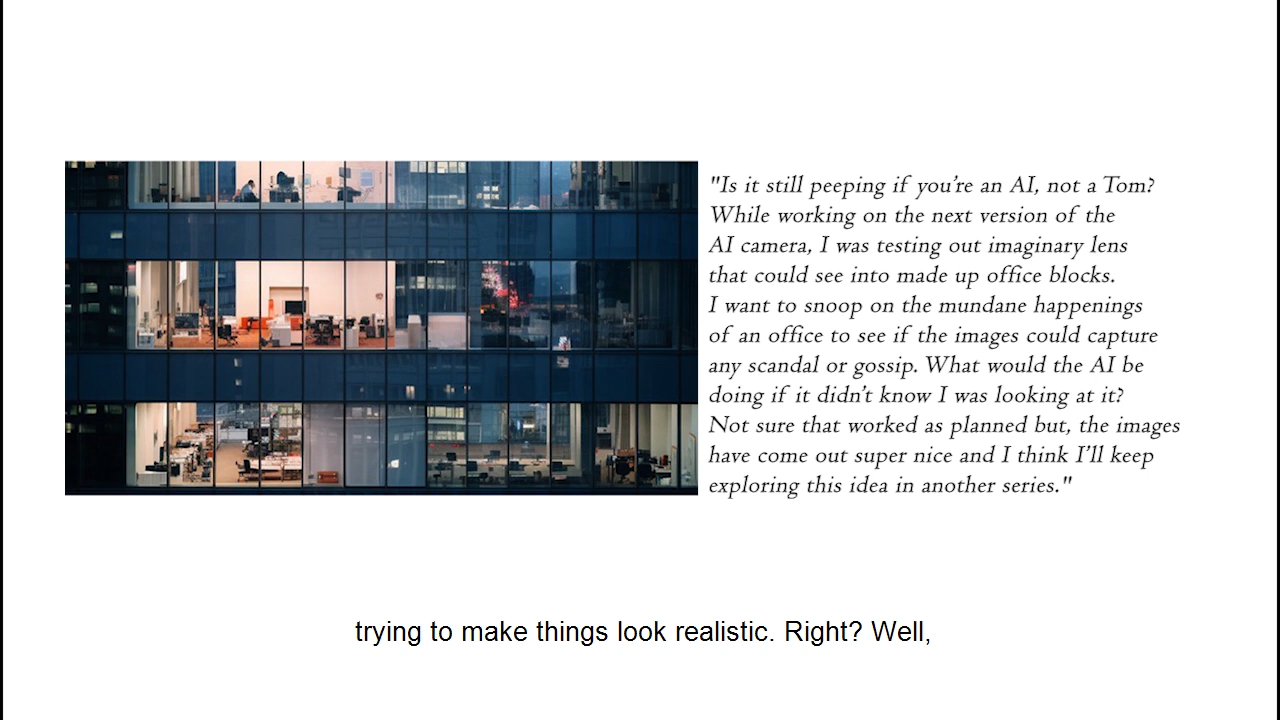 "Is it still peeping if you're an AI, not a Tom?
While working on the next version of the
AI camera, I was testing out imaginary lens
that could see into made up office blocks.
I want to snoop on the mundane happenings
of an office to see if the images could capture
any scandal or gossip. What would the AI be
doing if it didn't know I was looking at it?
Not sure that worked as planned but, the images
have come out super nice and I think I'll keep
exploring this idea in another series."
trying to make things look realistic. Right? Well,